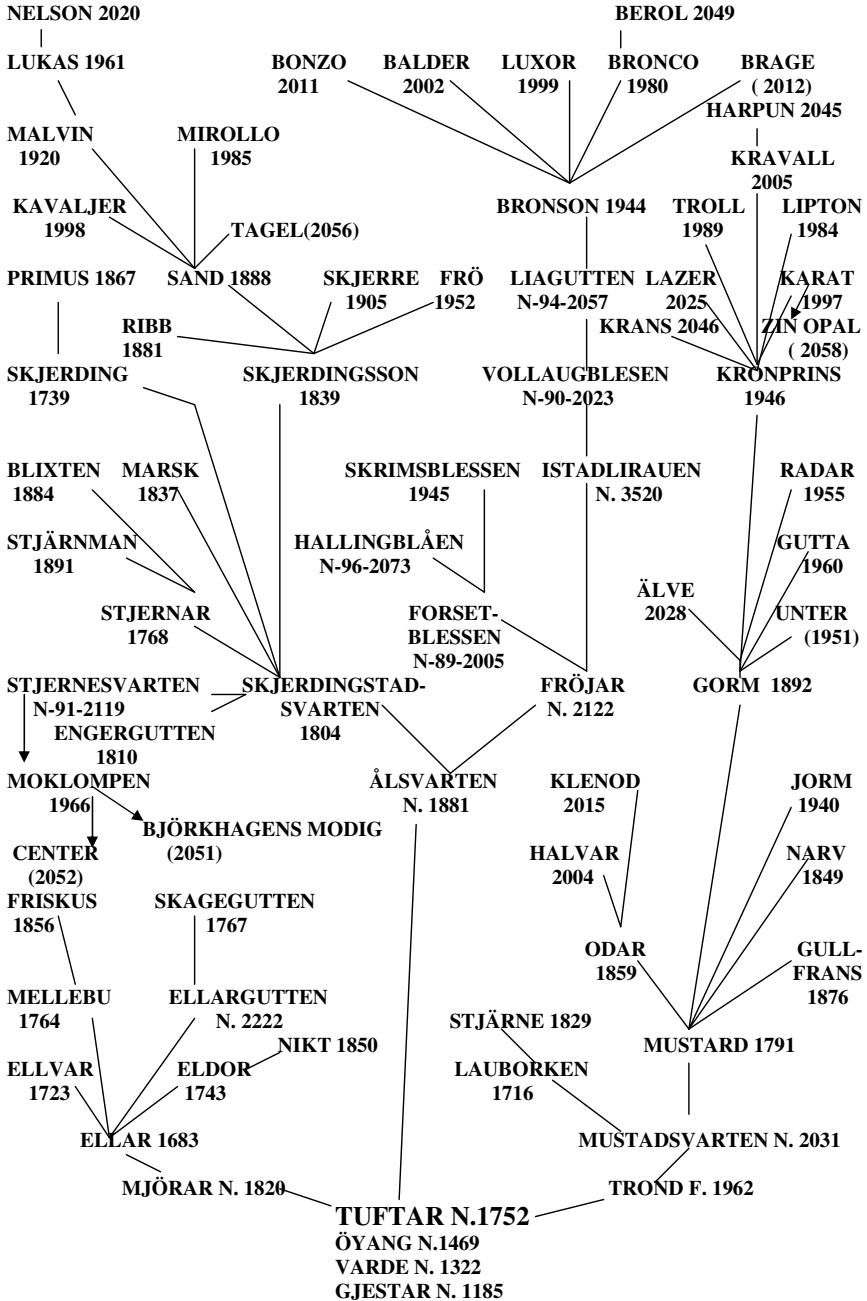 NELSON 2020
BEROL 2049
LUKAS 1961
BONZO
2011
BALDER
2002
LUXOR
1999
BRONCO
1980
BRAGE
( 2012)
HARPUN 2045
MALVIN
1920
MIROLLO
1985
KRAVALL
2005
KAVALJER
1998
TAGEL(2056)
BRONSON 1944
TROLL
1989
LIPTON
1984
PRIMUS 1867
SAND 1888
SKJERRE
1905
FRÖ
1952
LIAGUTTEN
N-94-2057
LAZER
2025
KARAT
1997
RIBB
1881
KRANS 2046
ZIN OPAL
( 2058)
SKJERDING
1739
SKJERDINGSSON
1839
VOLLAUGBLESEN
N-90-2023
KRONPRINS
1946
BLIXTEN
1884
MARSK
1837
SKRIMSBLESSEN
1945
ISTADLIRAUEN
N. 3520
RADAR
1955
STJÄRNMAN
1891
HALLINGBLÅEN
N-96-2073
GUTTA
1960
STJERNAR
1768
FORSET-
BLESSEN
N-89-2005
ÄLVE
2028
UNTER
(1951)
STJERNESVARTEN
N-91-2119
SKJERDINGSTAD-
SVARTEN
1804
FRÖJAR
N. 2122
GORM 1892
ENGERGUTTEN
1810
MOKLOMPEN
1966
ÅLSVARTEN
N. 1881
KLENOD
2015
JORM
1940
BJÖRKHAGENS MODIG
(2051)
CENTER
(2052)
HALVAR
2004
NARV
1849
FRISKUS
1856
SKAGEGUTTEN
1767
ODAR
1859
GULL-
FRANS
1876
MELLEBU
1764
ELLARGUTTEN
N. 2222
STJÄRNE 1829
MUSTARD 1791
NIKT 1850
ELLVAR
1723
ELDOR
1743
LAUBORKEN
1716
ELLAR 1683
MUSTADSVARTEN N. 2031
MJÖRAR N. 1820
TROND F. 1962
TUFTAR N.1752
ÖYANG N.1469
VARDE N. 1322
GJESTAR N. 1185